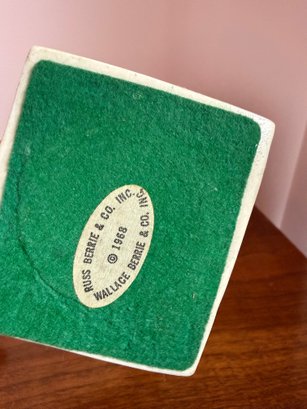 RUSS BERRIE & CO. INC.
© 1968
WALLACE BERRIE & CO. INC.